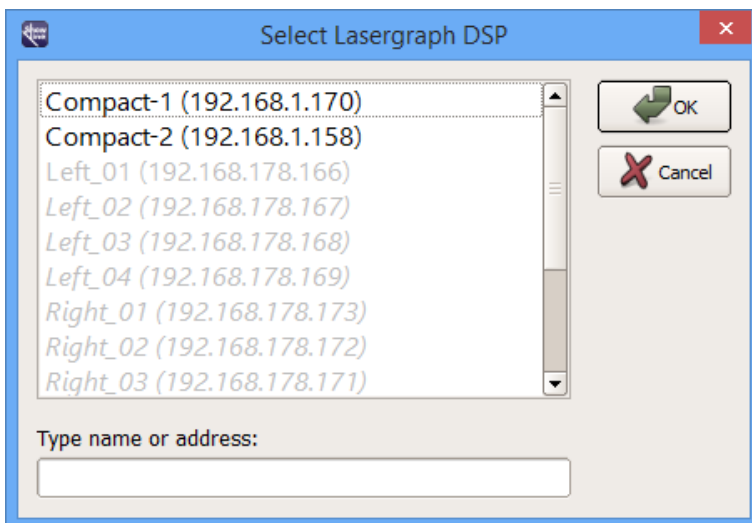 Select Lasergraph DSP
Compact-1 (192.168.1.170)
Compact-2 (192.168.1.158)
Left_01 (192.168.178.166)
Left_02 (192.168.178.167)
Left_03 (192.168.178.168)
Left_04 (192.168.178.169)
Right_01 (192.168.178.173)
Right_02 (192.168.178.172)
Right_03 (192.168.178.171)
OK
Cancel
Type name or address: